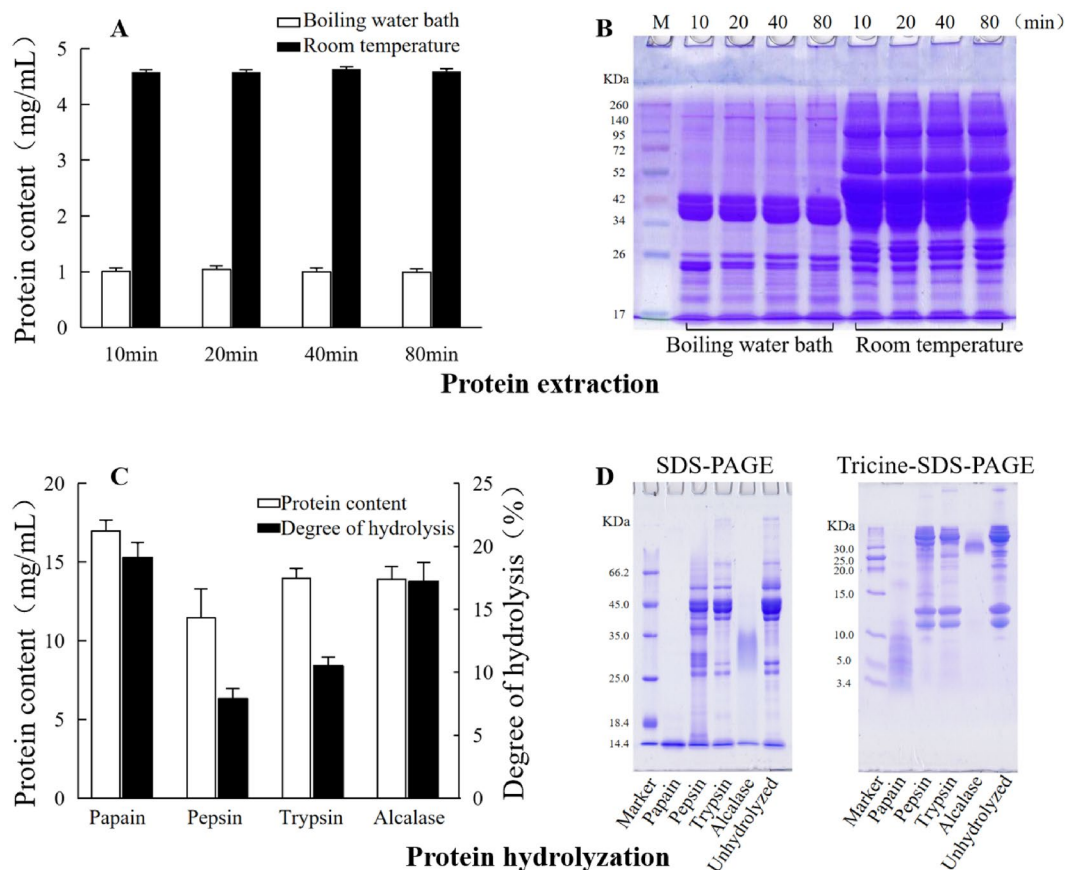 A
Boiling water bath
Room temperature
Protein content （mg/mL）
5
4
3
2
1
0
10min 20min 40min 80min
B
M 10 20 40 80 10 20 40 80 （min）
KDa
260
140
95
72
52
42
34
26
17
Boiling water bath Room temperature
Protein extraction
C
Protein content
Degree of hydrolysis
Protein content （mg/mL）
20
15
10
5
0
Degree of hydrolysis （%）
25
20
15
10
5
0
Papain Pepsin Trypsin Alcalase
D
SDS-PAGE
KDa
66.2
45.0
35.0
25.0
18.4
14.4
Marker
Papain
Pepsin
Trypsin
Alcalase
Unhydrolyzed
Tricine-SDS-PAGE
KDa
30.0
25.0
20.0
15.0
10.0
5.0
3.4
Marker
Papain
Pepsin
Trypsin
Alcalase
Unhydrolyzed
Protein hydrolyzation